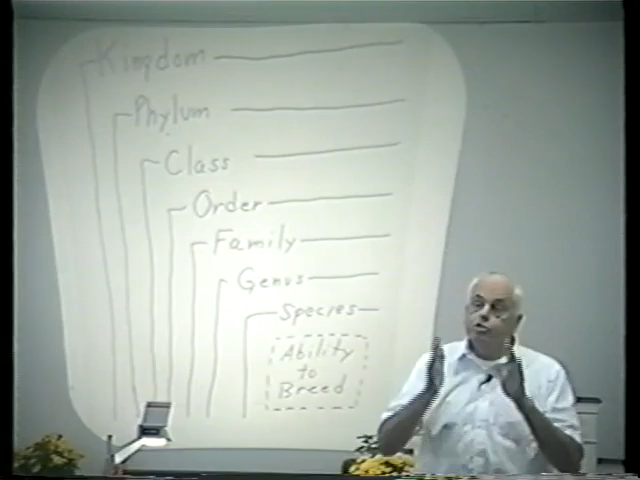 Kingdom
Phylum
Class
Order
Family
Genus
Species
Ability
to
Breed